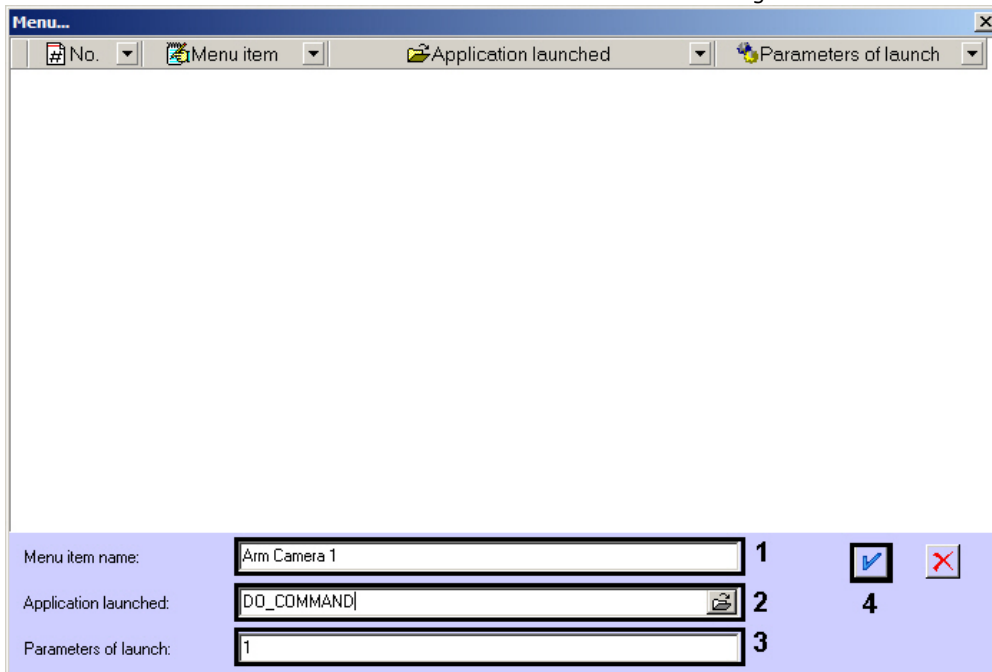 Menu...
No. Menu item Application launched Parameters of launch
Menu item name: Arm Camera 1 1
Application launched: DO_COMMAND 2 4
Parameters of launch: 1 3